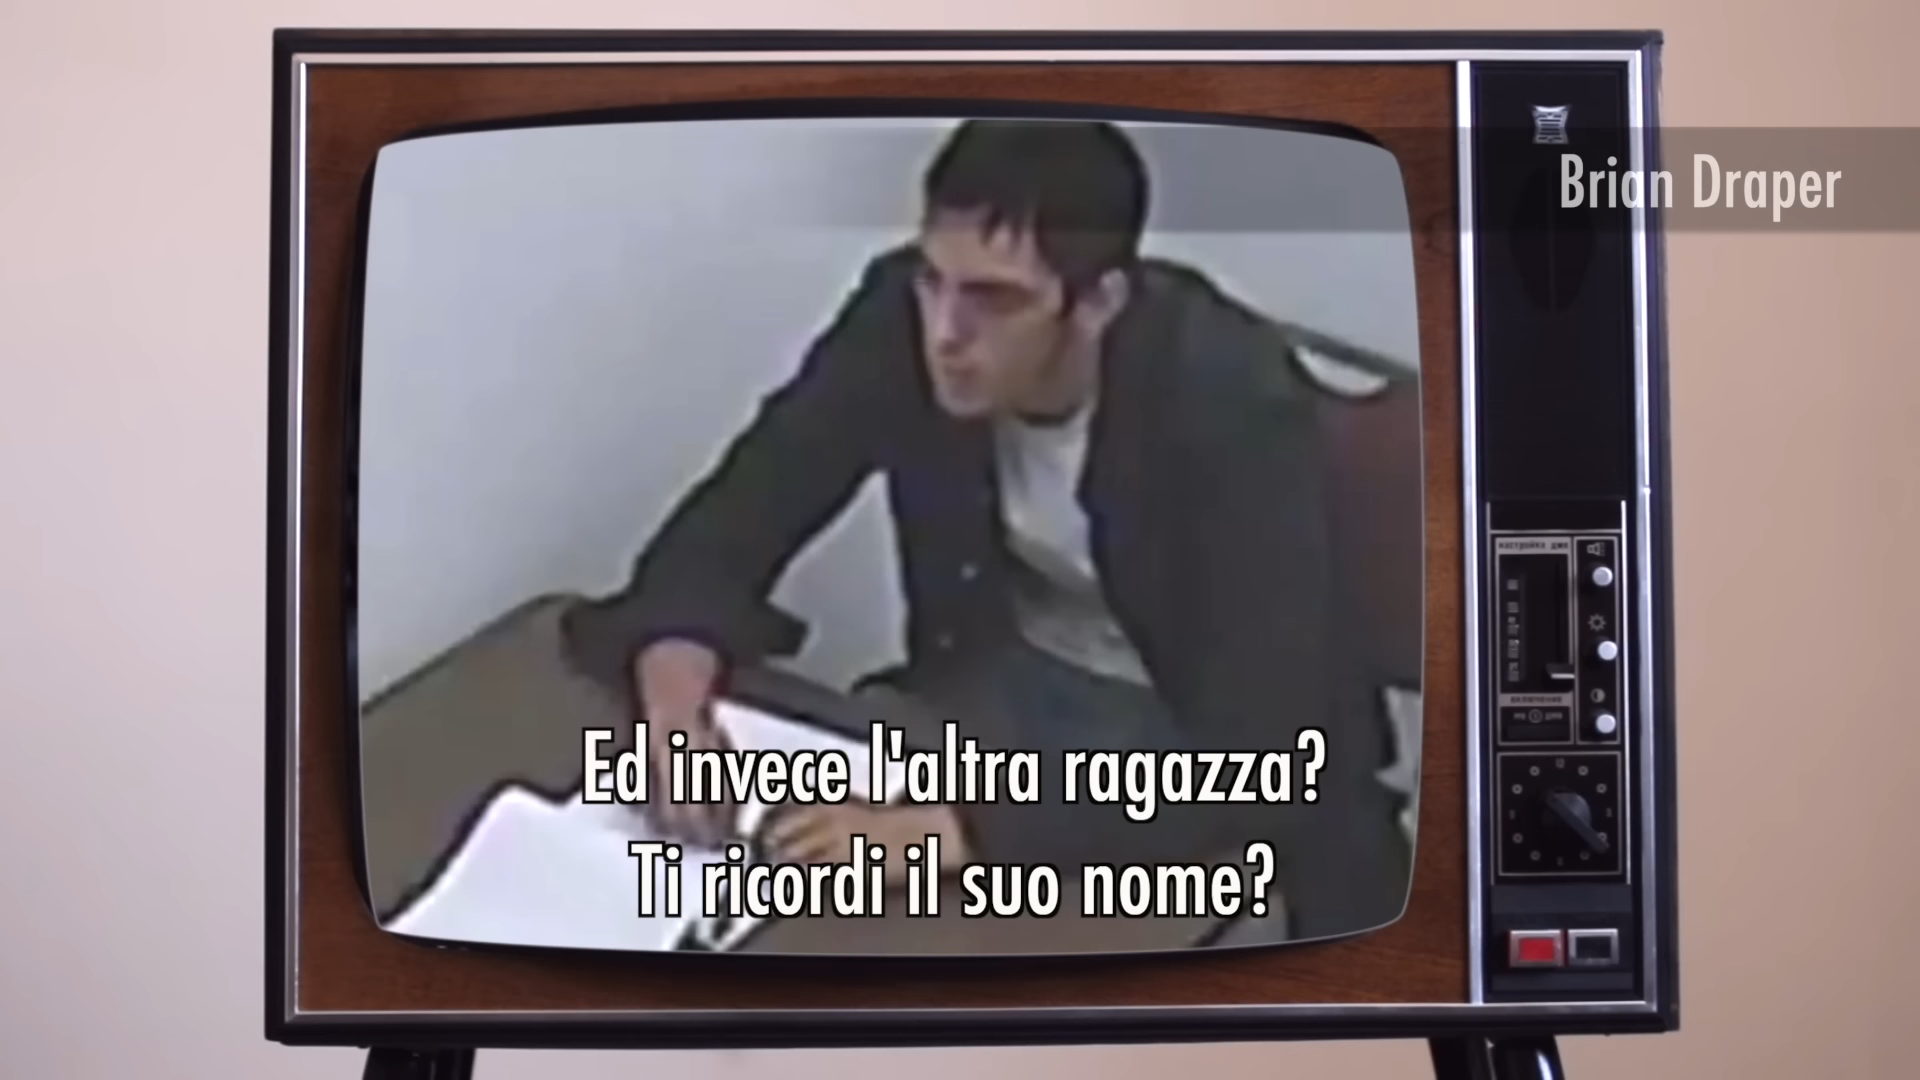 Brian Draper
Ed invece l'altra ragazza?
Ti ricordi il suo nome?